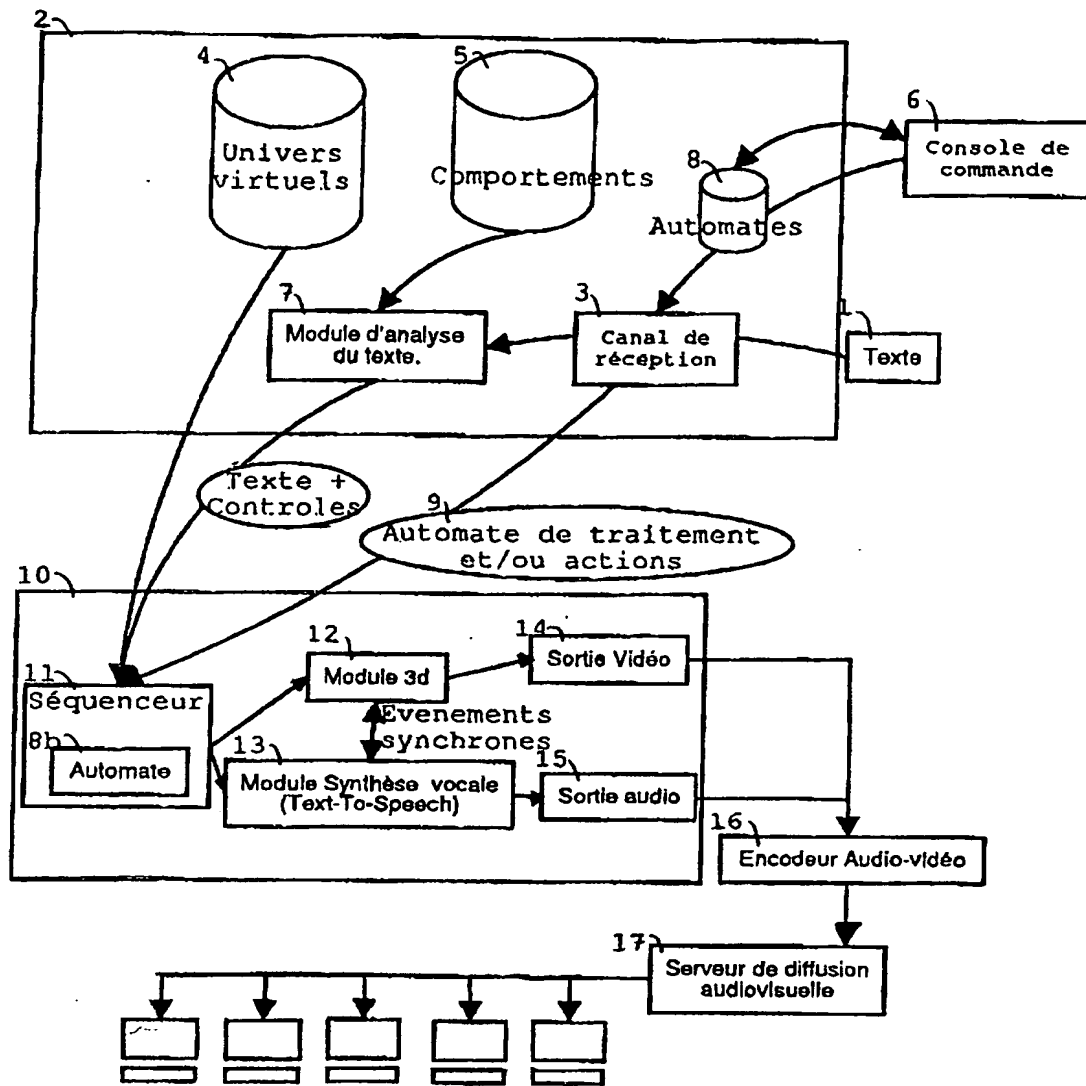 2
4
5
6
Console de
commande
Univers
virtuels
Comportements
8
Automates
7
Module d'analyse
du texte.
3
Canal de
réception
1
Texte
Texte +
Controles
9
Automate de traitement
et/ou actions
10
11
Séquenceur
8b
Automate
12
Module 3d
14
Sortie Vidéo
Evenements
synchrones
13
Module Synthèse vocale
(Text-To-Speech)
15
Sortie audio
16
Encodeur Audio-vidéo
17
Serveur de diffusion
audiovisuelle